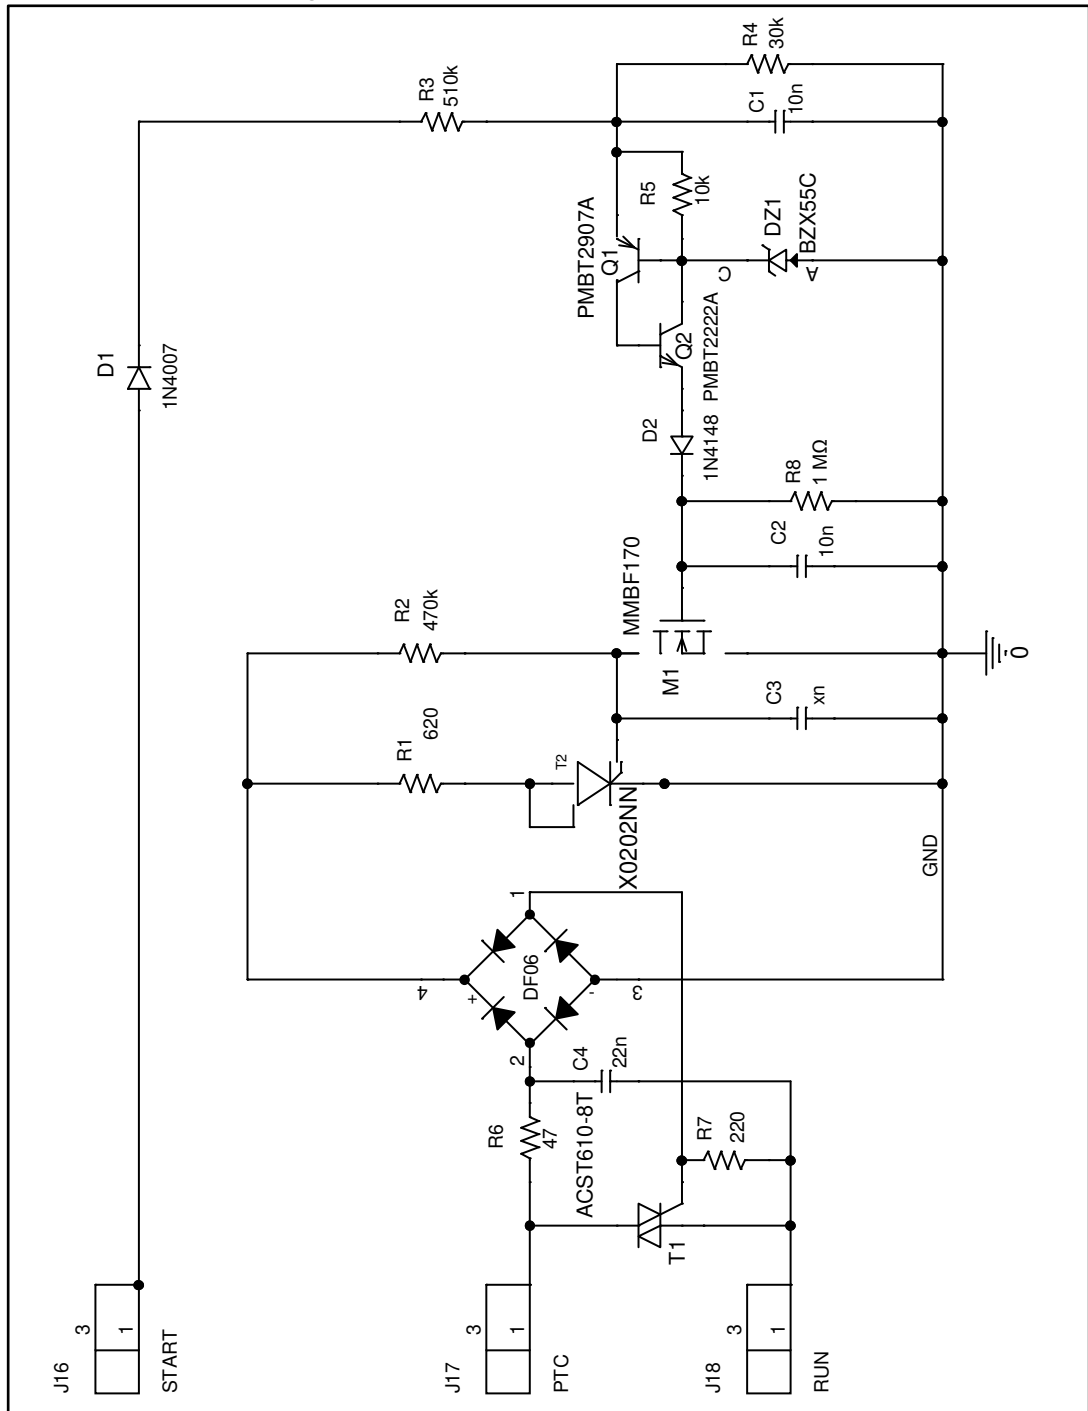 R4
30k
C1
10n
R3
510k
R5
10k
DZ1
BZX55C
C
A
PMBT2907A
Q1
Q2
PMBT2222A
D1
1N4007
D2
1N4148
R8
1 MΩ
C2
10n
R2
470k
MMBF170
M1
C3
xn
0
R1
620
T2
X0202NN
GND
1
4
+
DF06
-
3
2
C4
22n
R6
47
ACST610-8T
R7
220
T1
J16
3
1
START
J17
3
1
PTC
J18
3
1
RUN